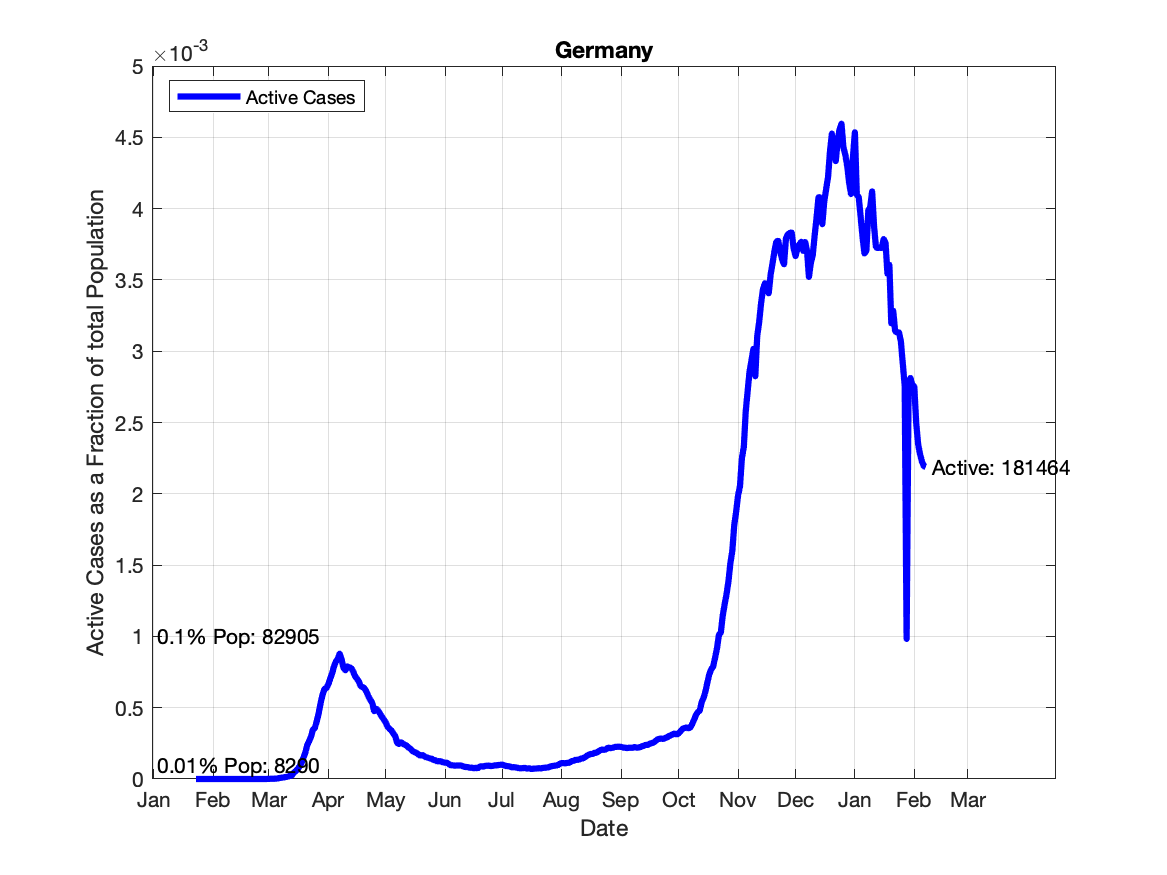 Germany
×10-3
Active Cases
5
4.5
4
3.5
3
2.5
2
1.5
1
0.5
0
Active Cases as a Fraction of total Population
0.1% Pop: 82905
0.01% Pop: 8290
Active: 181464
Jan Feb Mar Apr May Jun Jul Aug Sep Oct Nov Dec Jan Feb Mar
Date